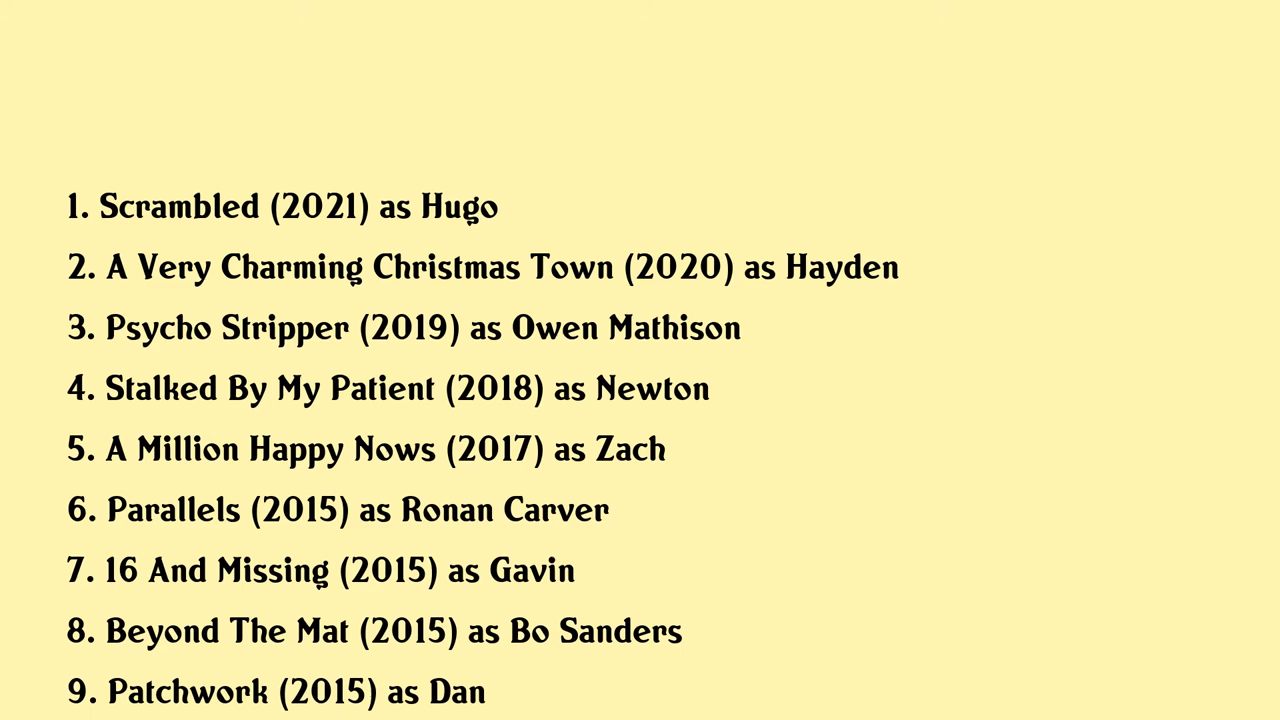 1. Scrambled (2021) as Hugo
2. A Very Charming Christmas Town (2020) as Hayden
3. Psycho Stripper (2019) as Owen Mathison
4. Stalked By My Patient (2018) as Newton
5. A Million Happy Nows (2017) as Zach
6. Parallels (2015) as Ronan Carver
7. 16 And Missing (2015) as Gavin
8. Beyond The Mat (2015) as Bo Sanders
9. Patchwork (2015) as Dan